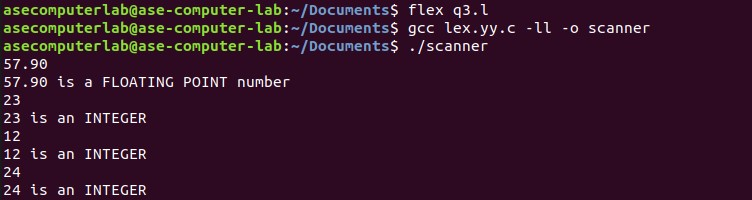 asecomputerlab@ase-computer-lab:~/Documents$ flex q3.l
asecomputerlab@ase-computer-lab:~/Documents$ gcc lex.yy.c -ll -o scanner
asecomputerlab@ase-computer-lab:~/Documents$ ./scanner
57.90
57.90 is a FLOATING POINT number
23
23 is an INTEGER
12
12 is an INTEGER
24
24 is an INTEGER